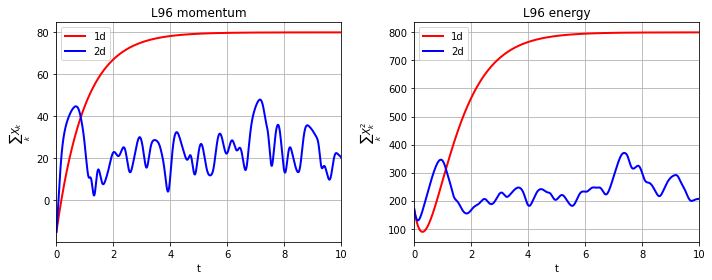 L96 momentum
1d
2d
80
60
40
20
0
∑ₖ Xₖ
0 2 4 6 8 10
t
L96 energy
1d
2d
800
700
600
500
400
300
200
100
∑ₖ Xₖ²
0 2 4 6 8 10
t